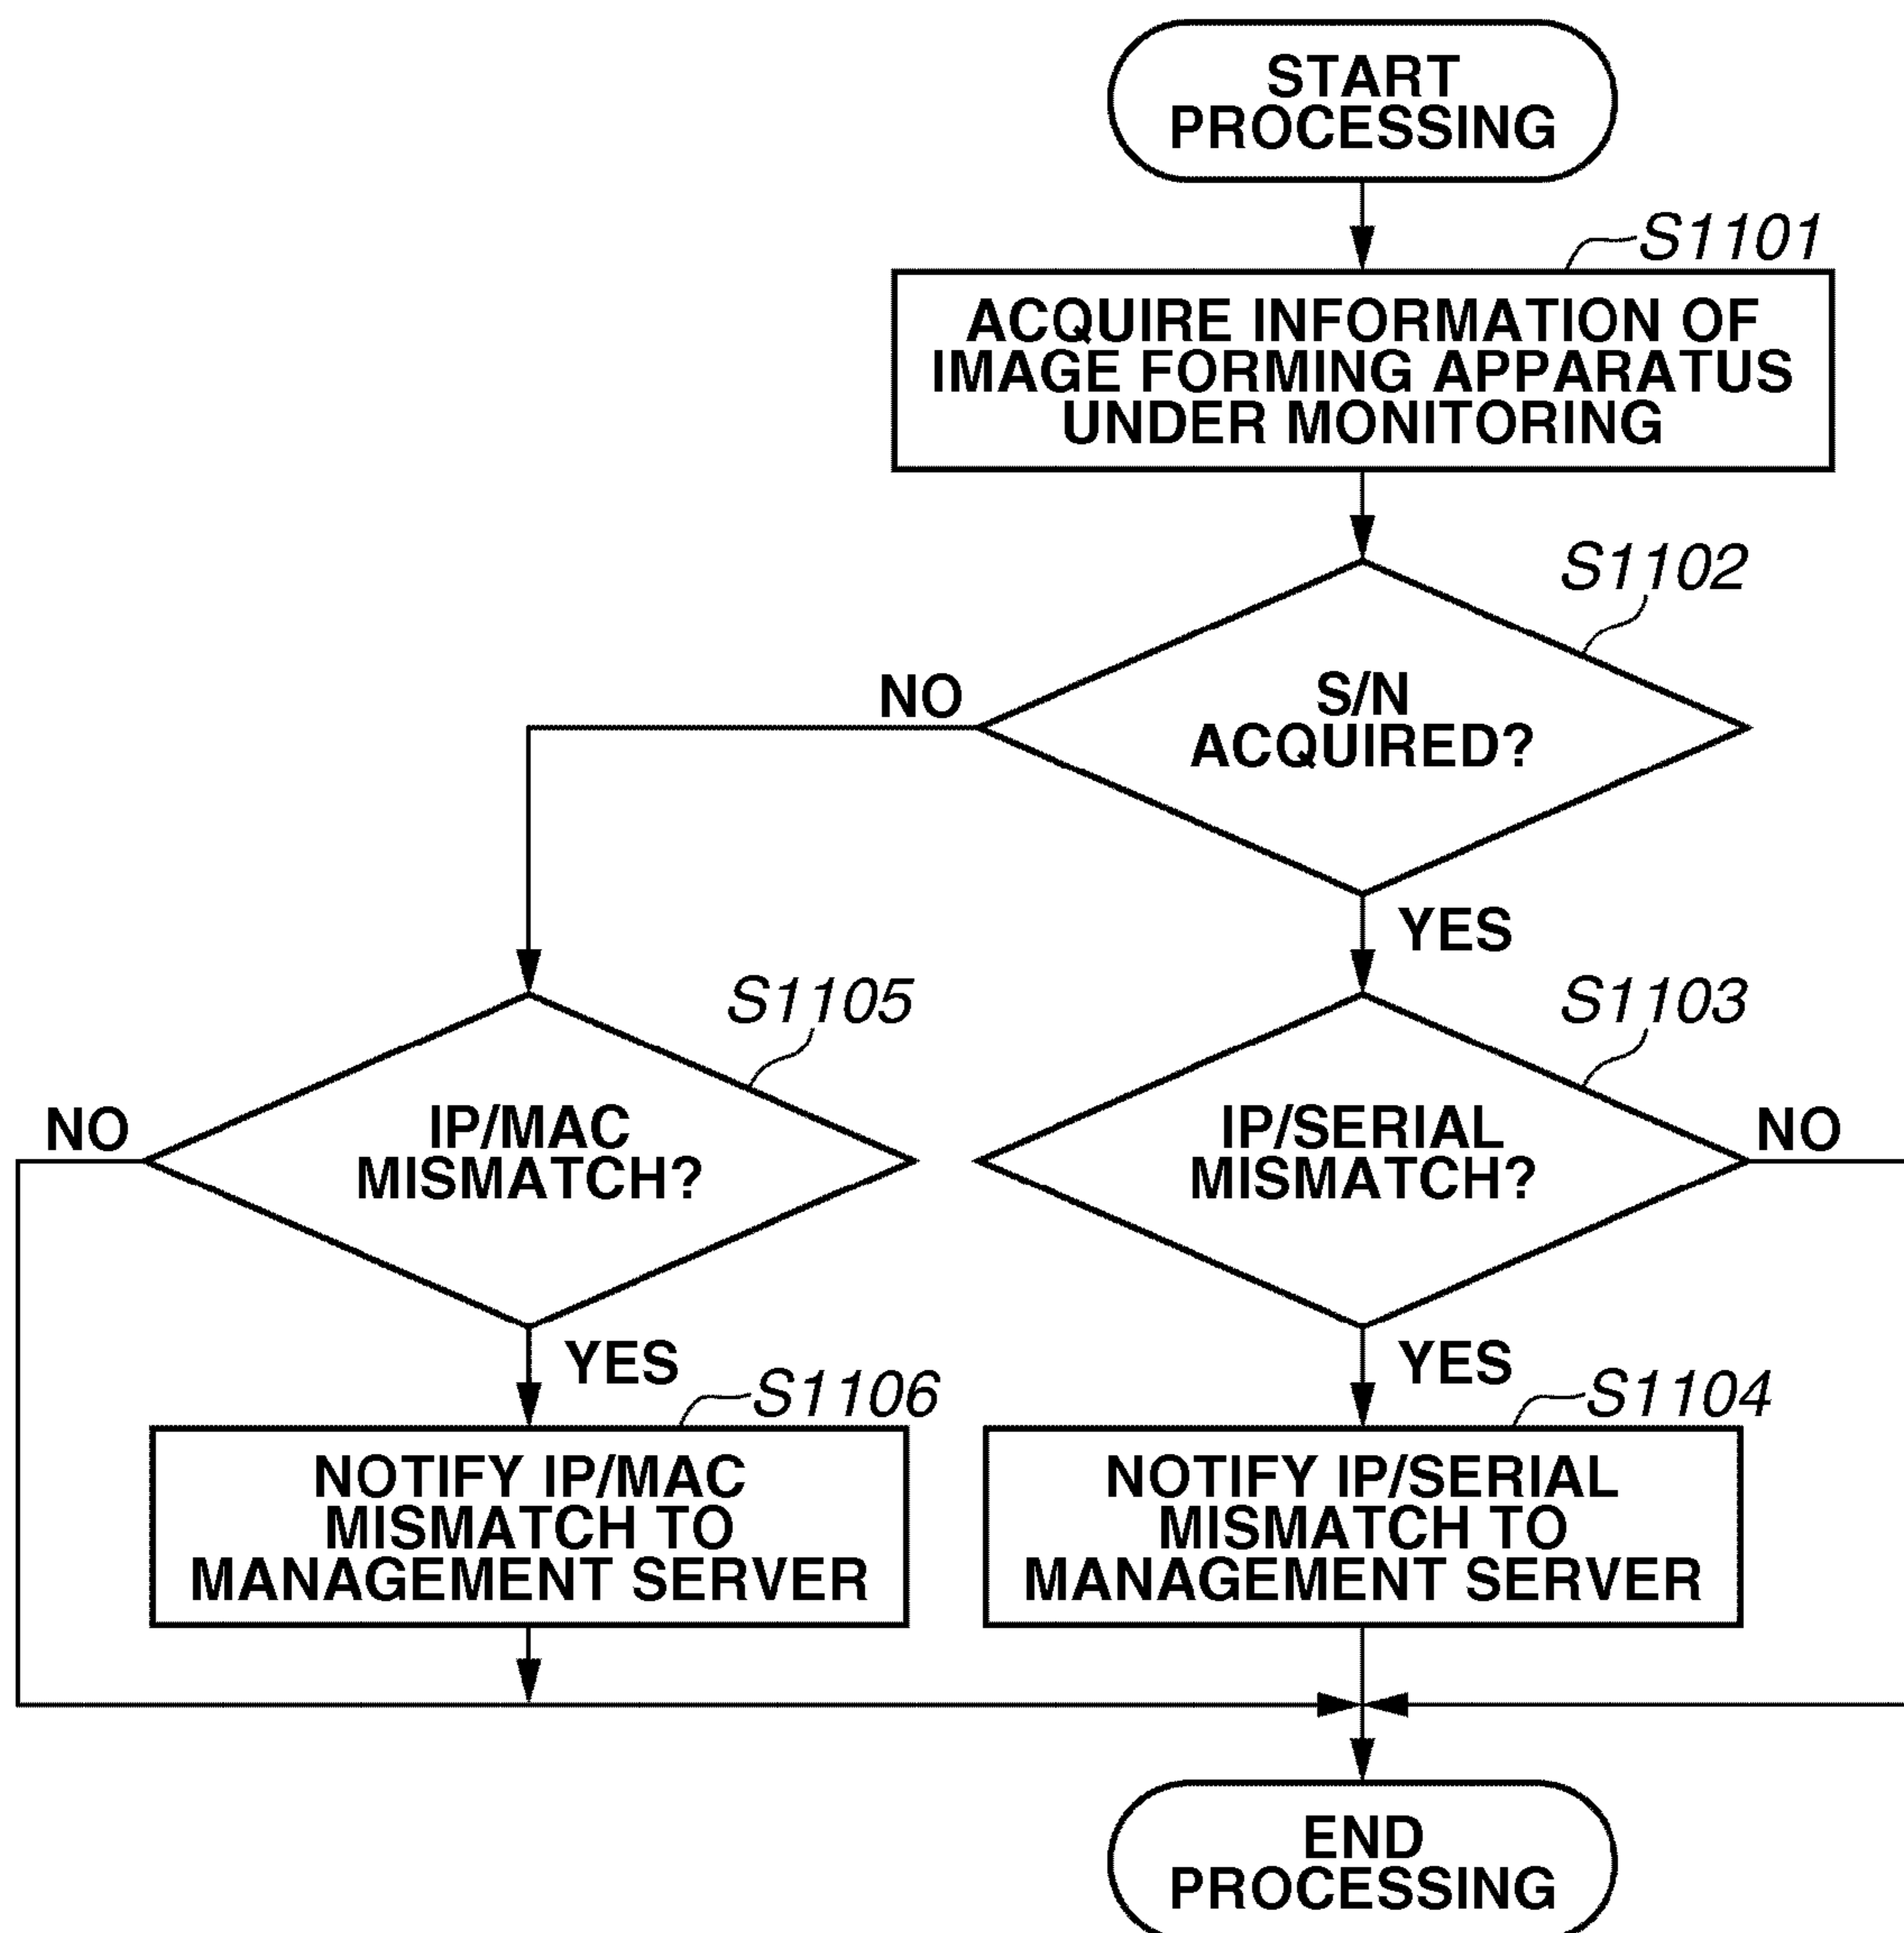 START
PROCESSING
S1101
ACQUIRE INFORMATION OF
IMAGE FORMING APPARATUS
UNDER MONITORING
S1102
S/N
ACQUIRED?
NO
YES
S1105
IP/MAC
MISMATCH?
NO
YES
S1103
IP/SERIAL
MISMATCH?
NO
YES
S1106
NOTIFY IP/MAC
MISMATCH TO
MANAGEMENT SERVER
S1104
NOTIFY IP/SERIAL
MISMATCH TO
MANAGEMENT SERVER
END
PROCESSING